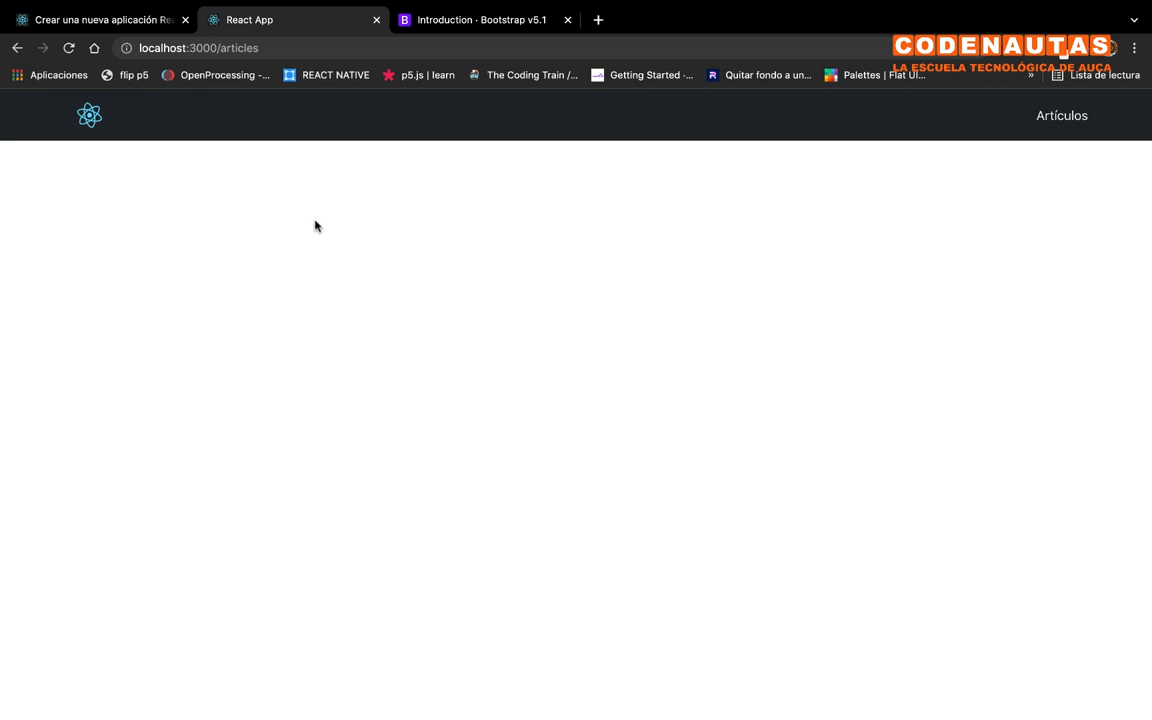 Crear una nueva aplicación Rea
React App
B Introduction · Bootstrap v5.1
localhost:3000/articles
CODENAUTAS
LA ESCUELA TECNOLÓGICA DE AUCA
Aplicaciones
flip p5
OpenProcessing -...
REACT NATIVE
p5.js | learn
The Coding Train /...
Getting Started ·...
R Quitar fondo a un...
Palettes | Flat UI...
»
Lista de lectura
Artículos